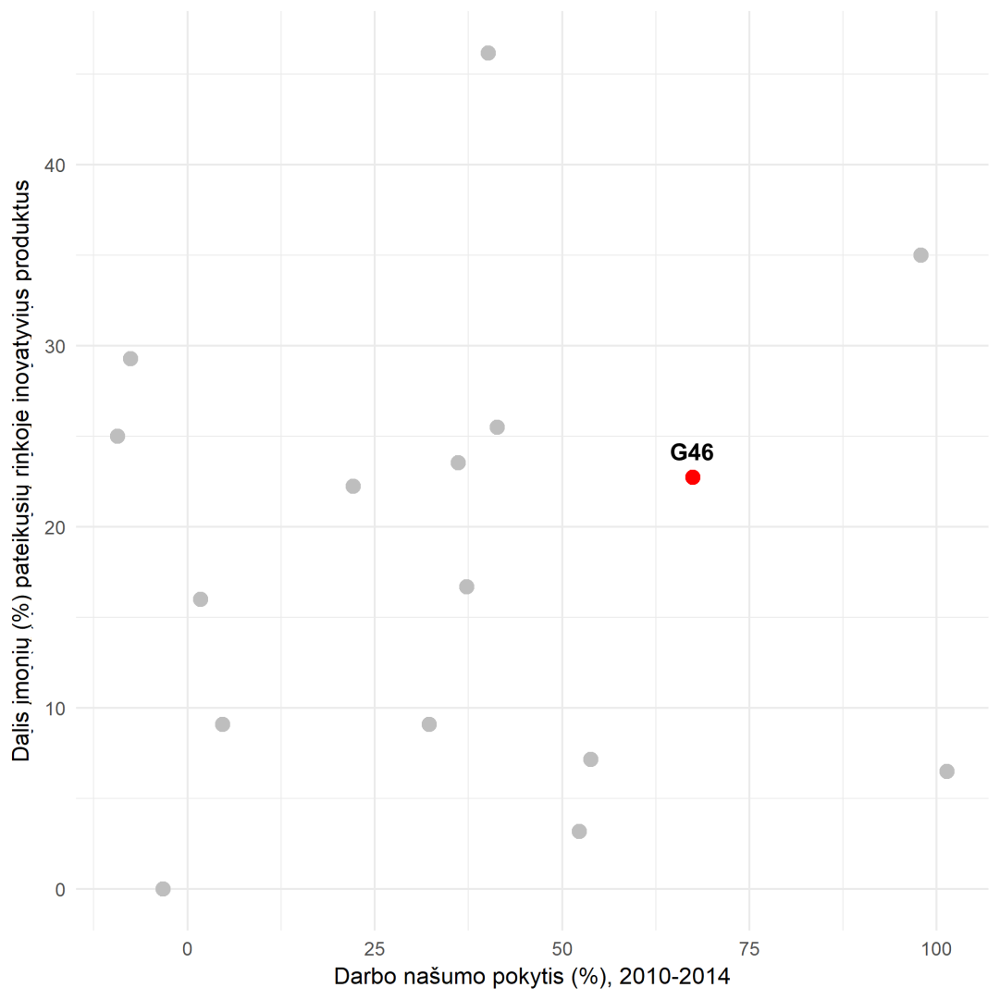 Dalis įmonių (%) pateikusių rinkoje inovatyvius produktus
40
30
20
10
0
G46
0 25 50 75 100
Darbo našumo pokytis (%), 2010-2014